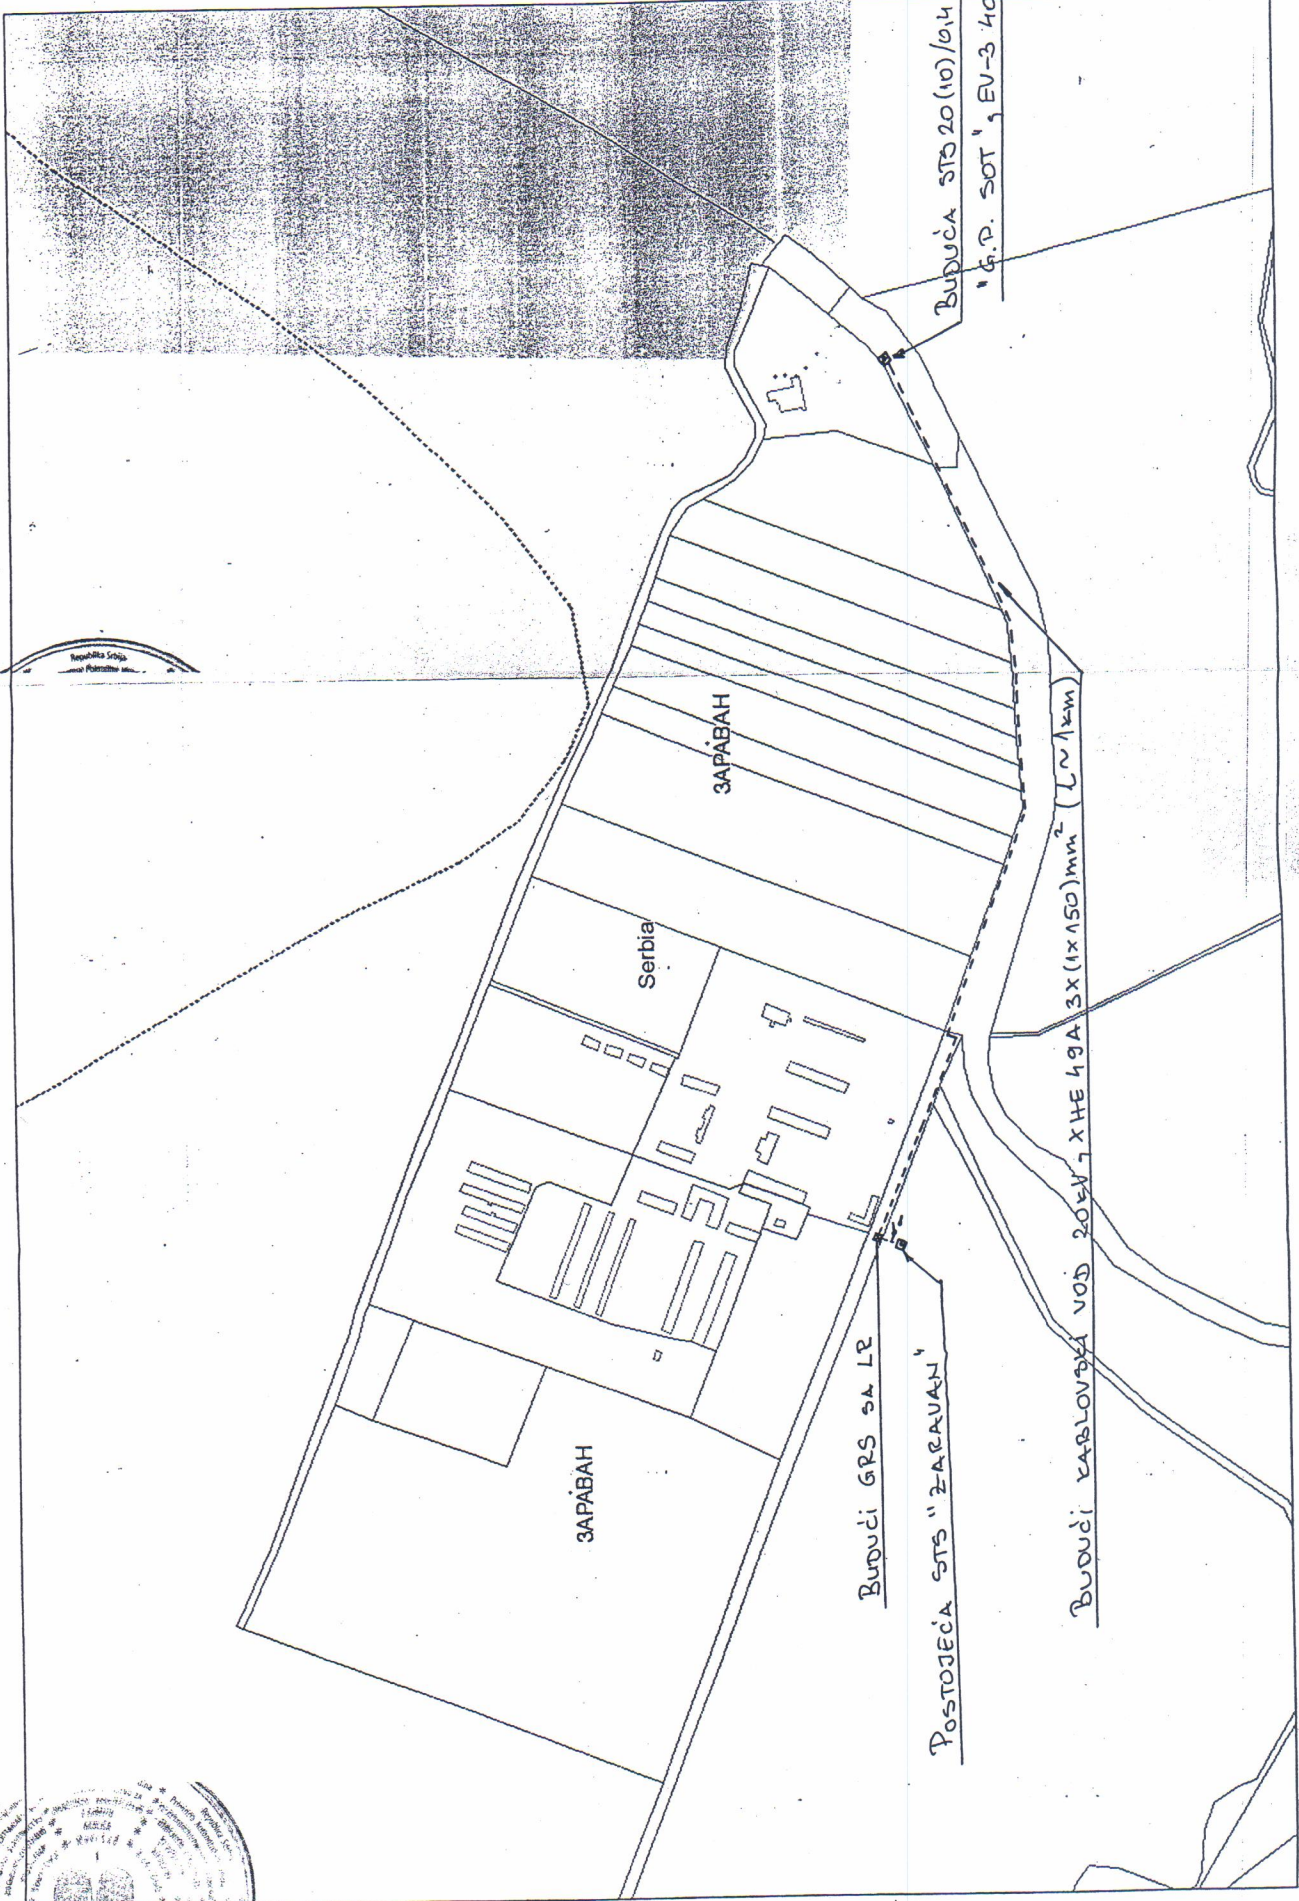 BUDUĆA STS 20(10)/0,4
"G.D. SOT", EV-3 40
ЗАРАВАН
Serbia
ЗАРАВАН
BUDUĆI GRS SA LR
POSTOJEĆA STS "ZARAVAN"
BUDUĆI KABLOVSKI VOD 20kV, XHE 49A 3x(1x150)mm² (L~1km)
Republika Srbija